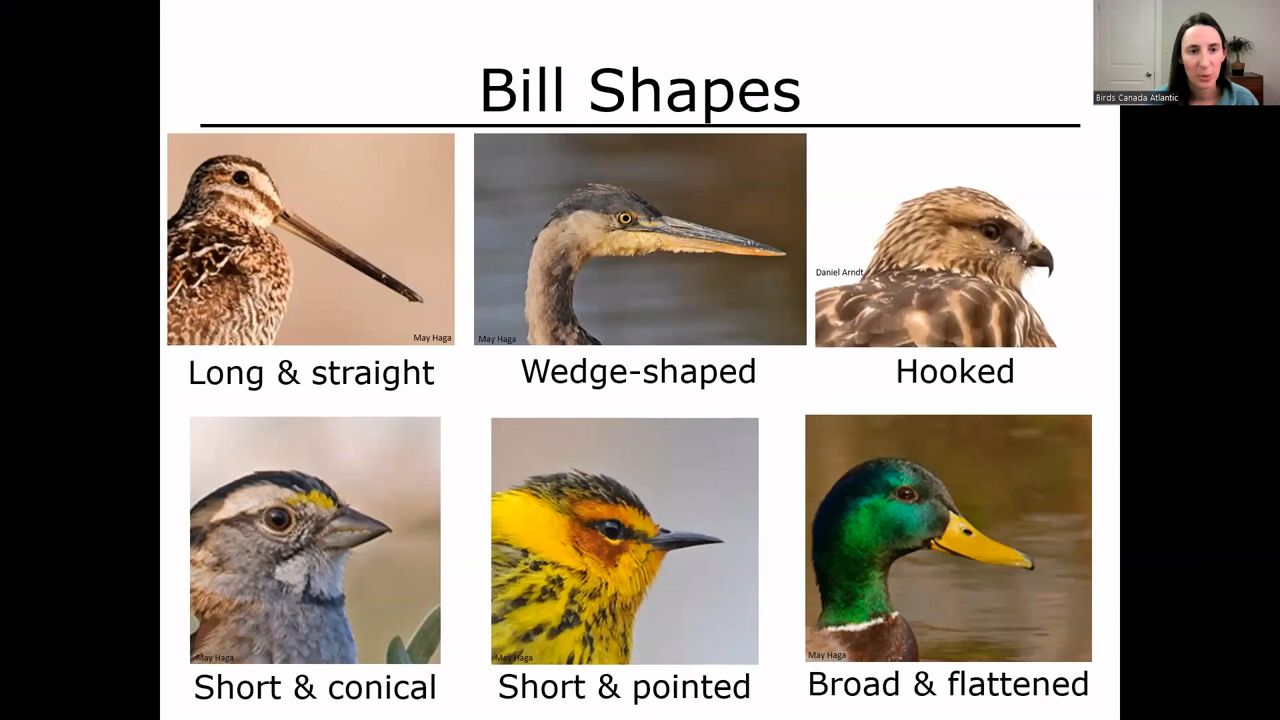 Bill Shapes
Birds Canada Atlantic
May Haga
May Haga
Daniel Arndt
Long & straight
Wedge-shaped
Hooked
May Haga
May Haga
May Haga
Short & conical
Short & pointed
Broad & flattened